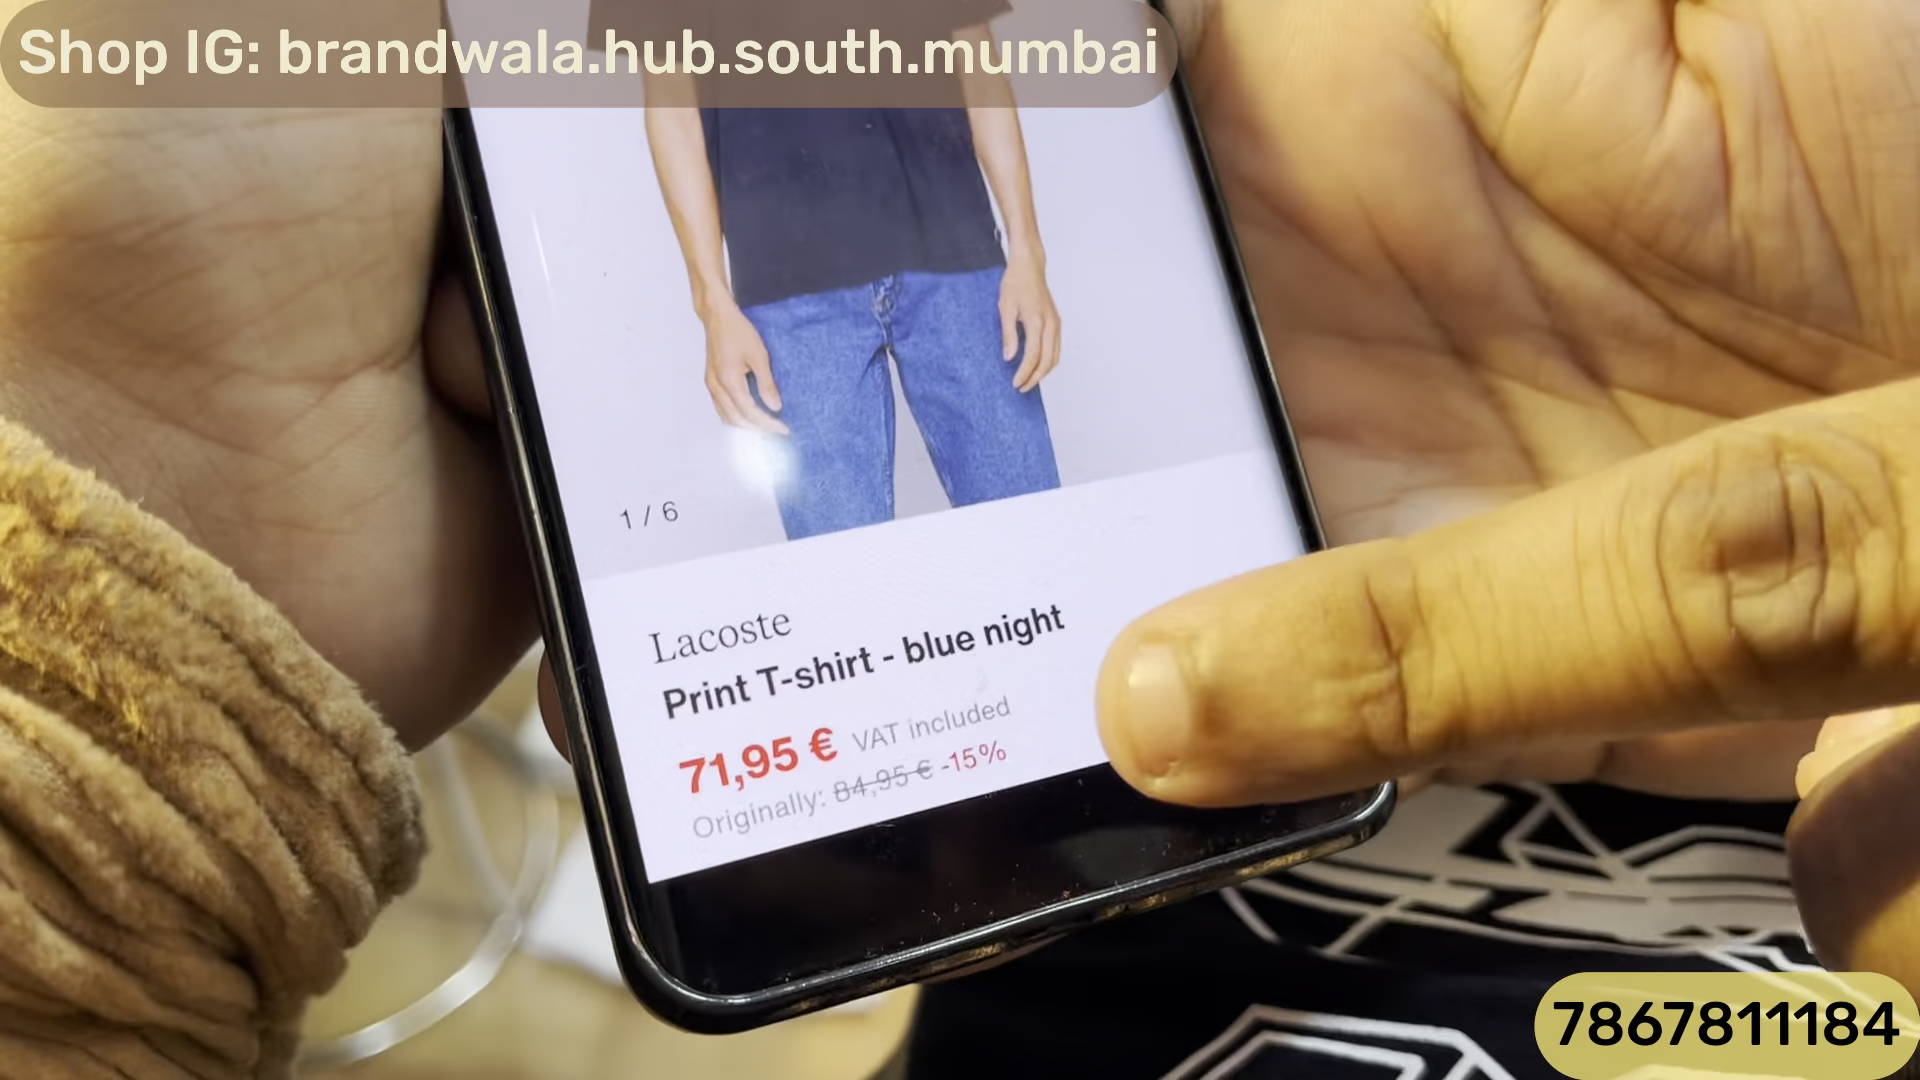 Shop IG: brandwala.hub.south.mumbai
1 / 6
Lacoste
Print T-shirt - blue night
71,95 € VAT included
Originally: 84,95 € -15%
7867811184